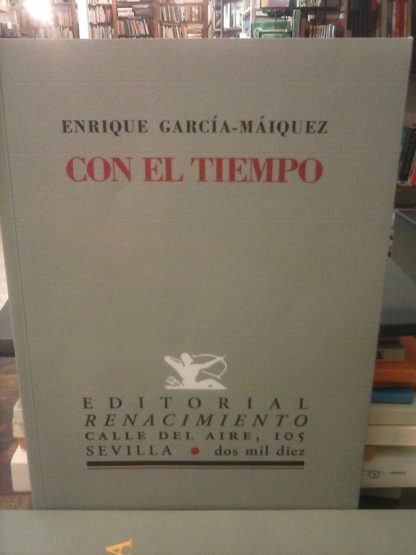 ENRIQUE GARCÍA-MÁIQUEZ
CON EL TIEMPO
EDITORIAL
RENACIMIENTO
CALLE DEL AIRE, 105
SEVILLA • dos mil diez
A